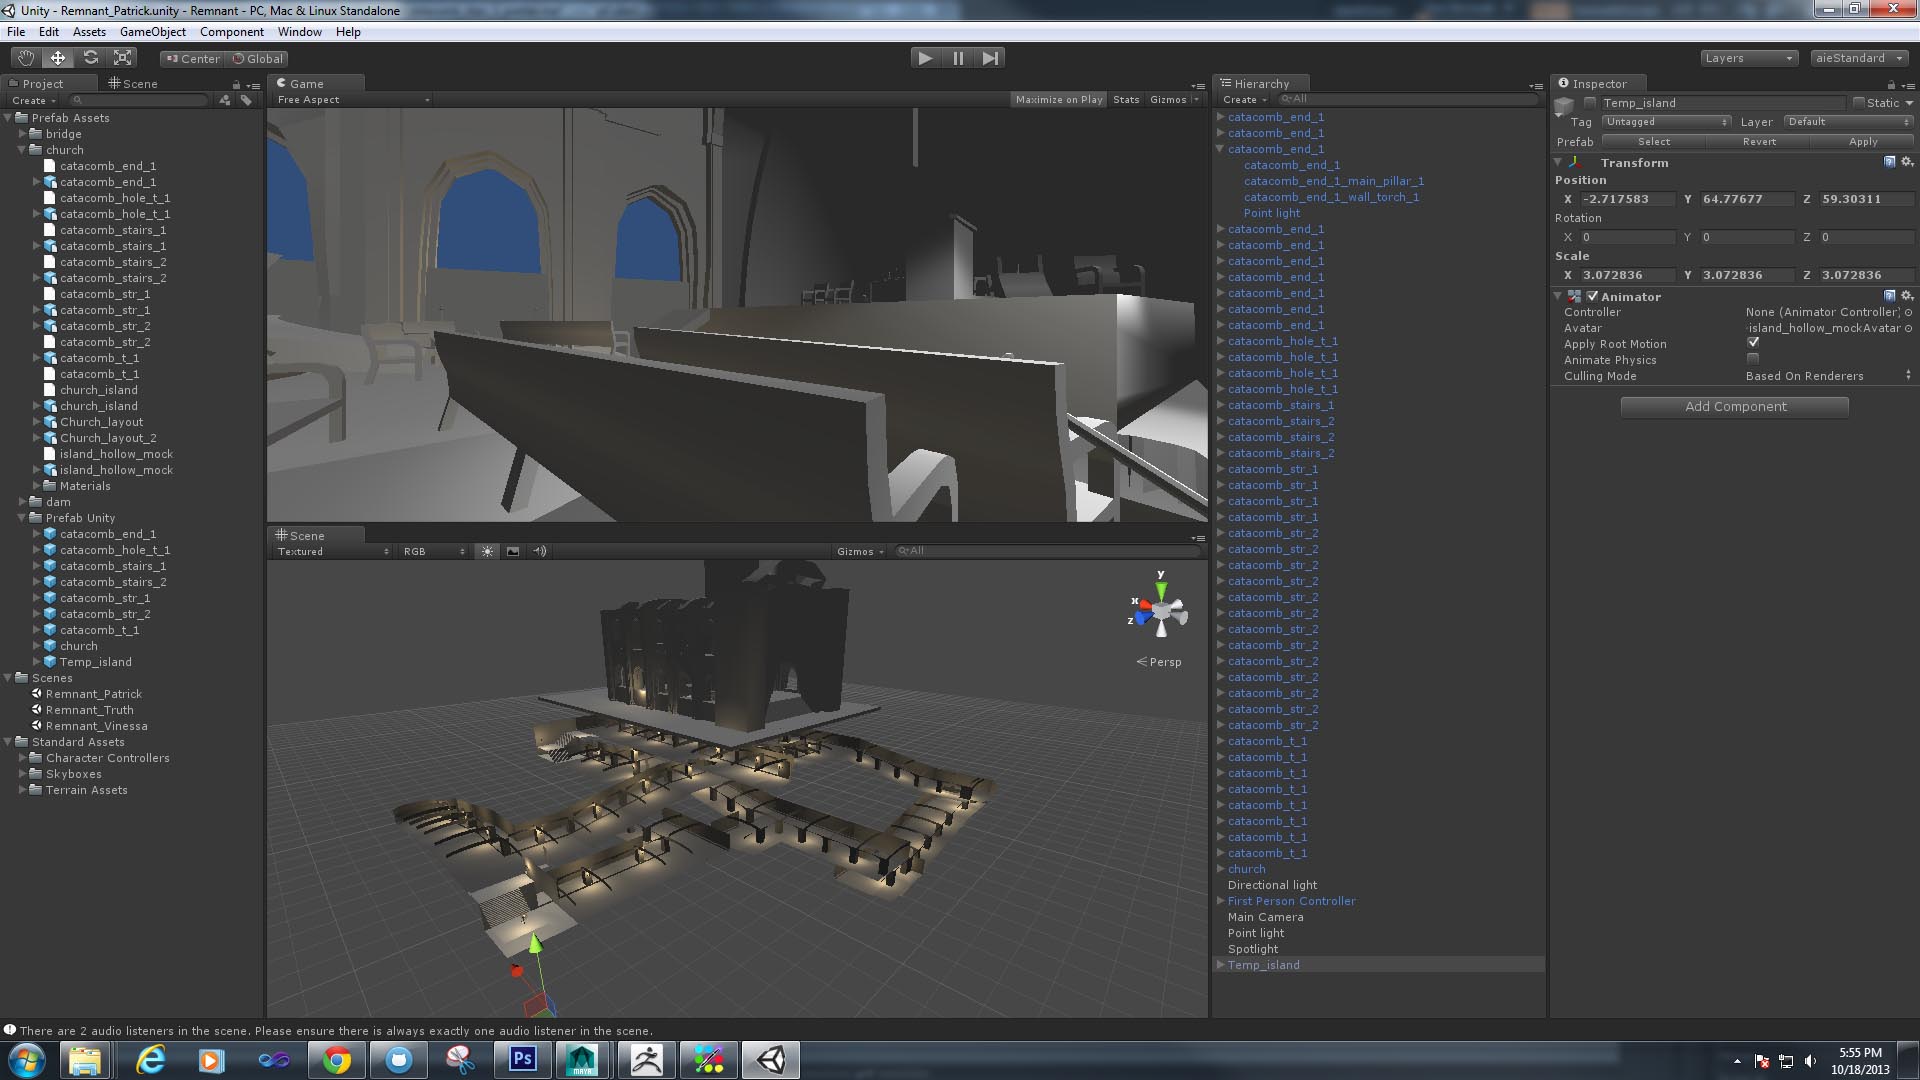 Unity - Remnant_Patrick.unity - Remnant - PC, Mac & Linux Standalone
File Edit Assets GameObject Component Window Help
Center Global
Layers aieStandard
Project
Scene
Create
Prefab Assets
bridge
church
catacomb_end_1
catacomb_end_1
catacomb_hole_t_1
catacomb_hole_t_1
catacomb_stairs_1
catacomb_stairs_1
catacomb_stairs_2
catacomb_stairs_2
catacomb_str_1
catacomb_str_1
catacomb_str_2
catacomb_str_2
catacomb_t_1
catacomb_t_1
church_island
church_island
Church_layout
Church_layout_2
island_hollow_mock
island_hollow_mock
Materials
dam
Prefab Unity
catacomb_end_1
catacomb_hole_t_1
catacomb_stairs_1
catacomb_stairs_2
catacomb_str_1
catacomb_str_2
catacomb_t_1
church
Temp_island
Scenes
Remnant_Patrick
Remnant_Truth
Remnant_Vinessa
Standard Assets
Character Controllers
Skyboxes
Terrain Assets
Game
Free Aspect
Maximize on Play Stats Gizmos
Scene
Textured RGB Gizmos All
y
x
z
Persp
Hierarchy
Create All
catacomb_end_1
catacomb_end_1
catacomb_end_1
catacomb_end_1
catacomb_end_1_main_pillar_1
catacomb_end_1_wall_torch_1
Point light
catacomb_end_1
catacomb_end_1
catacomb_end_1
catacomb_end_1
catacomb_end_1
catacomb_end_1
catacomb_end_1
catacomb_hole_t_1
catacomb_hole_t_1
catacomb_hole_t_1
catacomb_hole_t_1
catacomb_stairs_1
catacomb_stairs_2
catacomb_stairs_2
catacomb_stairs_2
catacomb_str_1
catacomb_str_1
catacomb_str_1
catacomb_str_1
catacomb_str_2
catacomb_str_2
catacomb_str_2
catacomb_str_2
catacomb_str_2
catacomb_str_2
catacomb_str_2
catacomb_str_2
catacomb_str_2
catacomb_str_2
catacomb_str_2
catacomb_str_2
catacomb_str_2
catacomb_t_1
catacomb_t_1
catacomb_t_1
catacomb_t_1
catacomb_t_1
catacomb_t_1
catacomb_t_1
catacomb_t_1
church
Directional light
First Person Controller
Main Camera
Point light
Spotlight
Temp_island
Inspector
Temp_island Static
Tag Untagged Layer Default
Prefab Select Revert Apply
Transform
Position
X -2.717583 Y 64.77677 Z 59.30311
Rotation
X 0 Y 0 Z 0
Scale
X 3.072836 Y 3.072836 Z 3.072836
Animator
Controller None (Animator Controller)
Avatar island_hollow_mockAvatar
Apply Root Motion
Animate Physics
Culling Mode Based On Renderers
Add Component
There are 2 audio listeners in the scene. Please ensure there is always exactly one audio listener in the scene.
Ps
MAYA
5:55 PM
10/18/2013